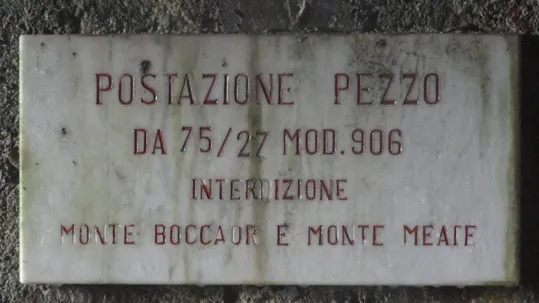 POSTAZIONE PEZZO
DA 75/27 MOD.906
INTERDIZIONE
MONTE BOCCAOR E MONTE MEATE